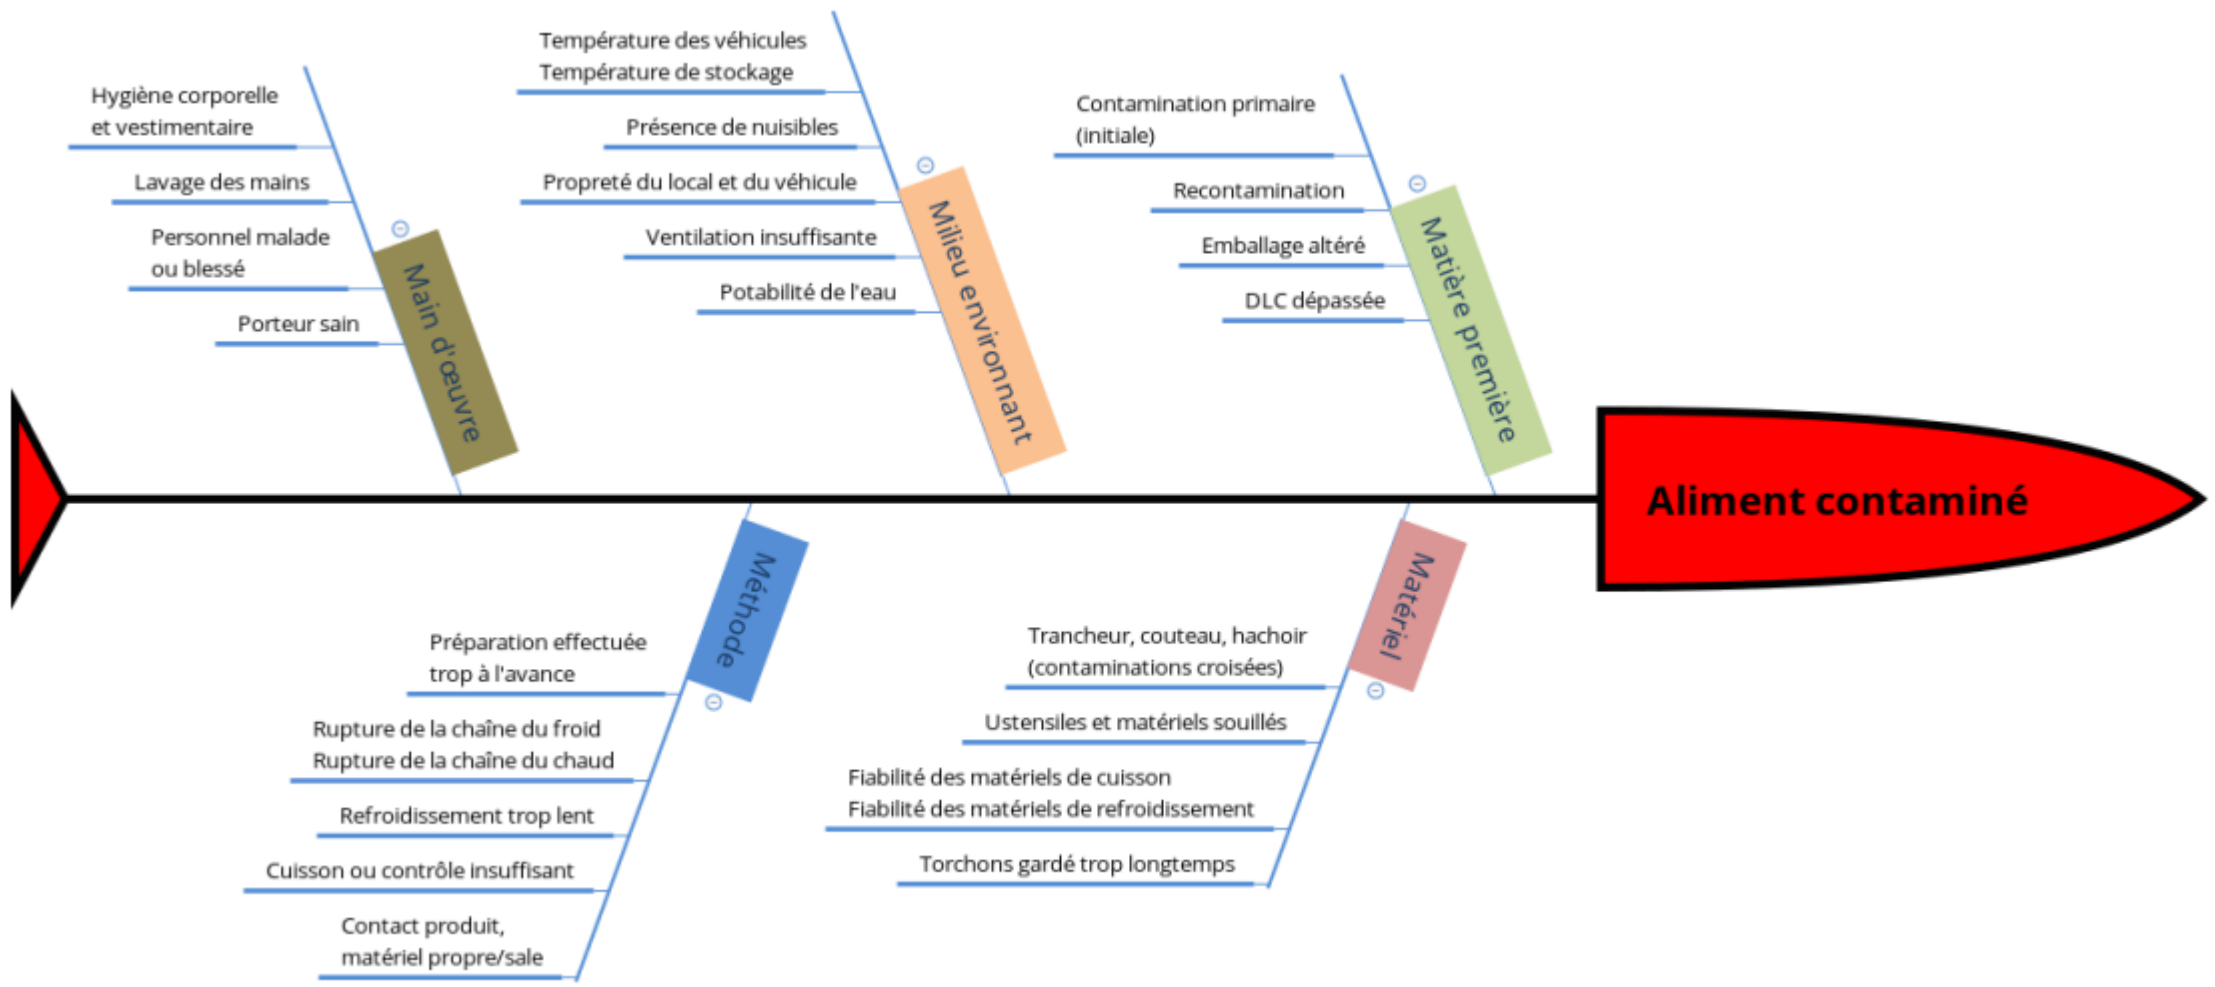 Hygiène corporelle
et vestimentaire
Lavage des mains
Personnel malade
ou blessé
Porteur sain
Main d'œuvre
Température des véhicules
Température de stockage
Présence de nuisibles
Propreté du local et du véhicule
Ventilation insuffisante
Potabilité de l'eau
Milieu environnant
Contamination primaire
(initiale)
Recontamination
Emballage altéré
DLC dépassée
Matière première
Aliment contaminé
Méthode
Préparation effectuée
trop à l'avance
Rupture de la chaîne du froid
Rupture de la chaîne du chaud
Refroidissement trop lent
Cuisson ou contrôle insuffisant
Contact produit,
matériel propre/sale
Matériel
Trancheur, couteau, hachoir
(contaminations croisées)
Ustensiles et matériels souillés
Fiabilité des matériels de cuisson
Fiabilité des matériels de refroidissement
Torchons gardé trop longtemps